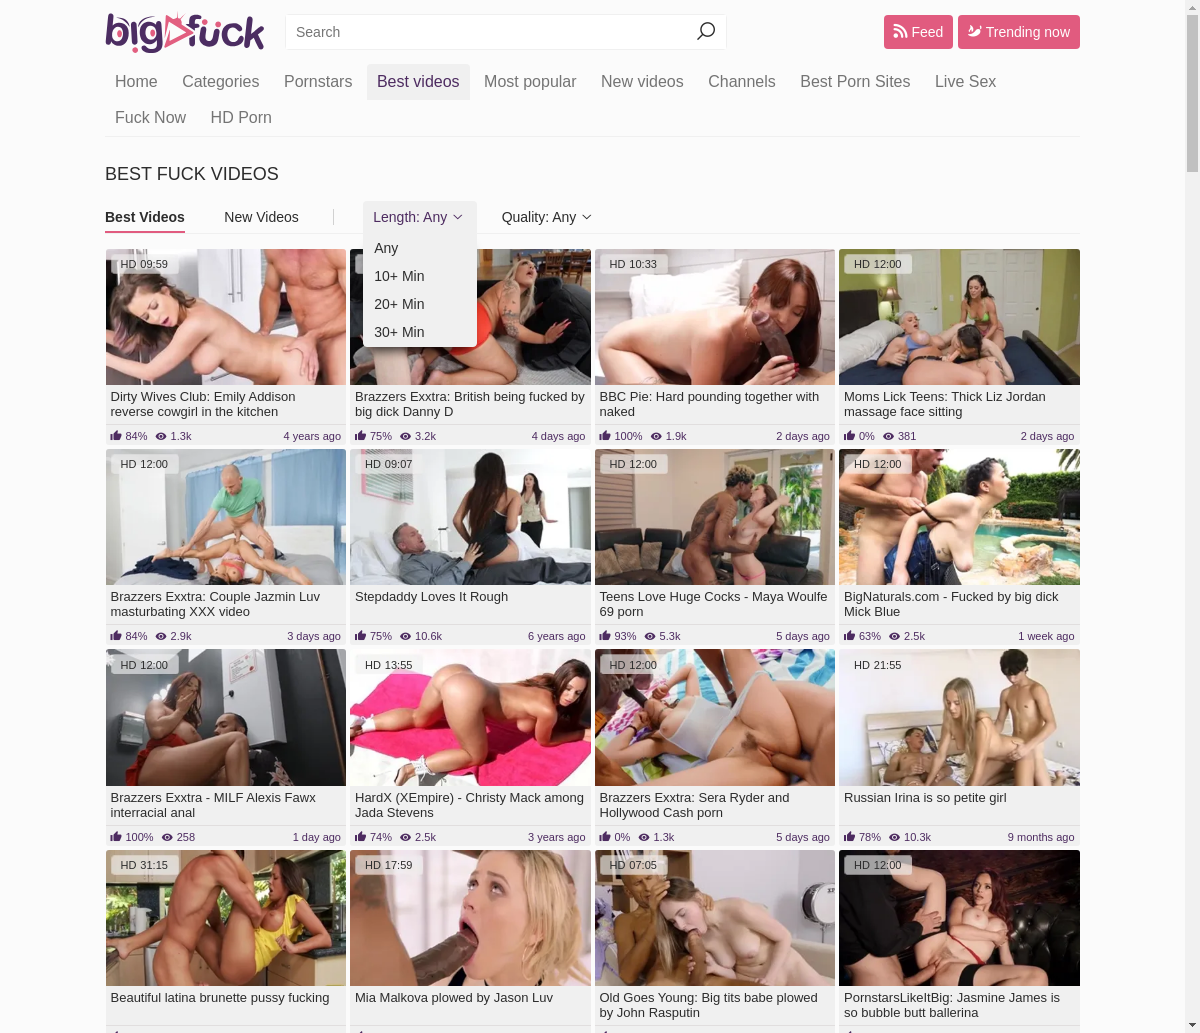 big fuck
Search
Feed
Trending now
Home Categories Pornstars Best videos Most popular New videos Channels Best Porn Sites Live Sex
Fuck Now HD Porn
BEST FUCK VIDEOS
Best Videos New Videos Length: Any Quality: Any
Any
10+ Min
20+ Min
30+ Min
HD 09:59
Dirty Wives Club: Emily Addison
reverse cowgirl in the kitchen
84% 1.3k 4 years ago
Brazzers Exxtra: British being fucked by
big dick Danny D
75% 3.2k 4 days ago
HD 10:33
BBC Pie: Hard pounding together with
naked
100% 1.9k 2 days ago
HD 12:00
Moms Lick Teens: Thick Liz Jordan
massage face sitting
0% 381 2 days ago
HD 12:00
Brazzers Exxtra: Couple Jazmin Luv
masturbating XXX video
84% 2.9k 3 days ago
HD 09:07
Stepdaddy Loves It Rough
75% 10.6k 6 years ago
HD 12:00
Teens Love Huge Cocks - Maya Woulfe
69 porn
93% 5.3k 5 days ago
HD 12:00
BigNaturals.com - Fucked by big dick
Mick Blue
63% 2.5k 1 week ago
HD 12:00
Brazzers Exxtra - MILF Alexis Fawx
interracial anal
100% 258 1 day ago
HD 13:55
HardX (XEmpire) - Christy Mack among
Jada Stevens
74% 2.5k 3 years ago
HD 12:00
Brazzers Exxtra: Sera Ryder and
Hollywood Cash porn
0% 1.3k 5 days ago
HD 21:55
Russian Irina is so petite girl
78% 10.3k 9 months ago
HD 31:15
Beautiful latina brunette pussy fucking
HD 17:59
Mia Malkova plowed by Jason Luv
HD 07:05
Old Goes Young: Big tits babe plowed
by John Rasputin
HD 12:00
PornstarsLikeItBig: Jasmine James is
so bubble butt ballerina